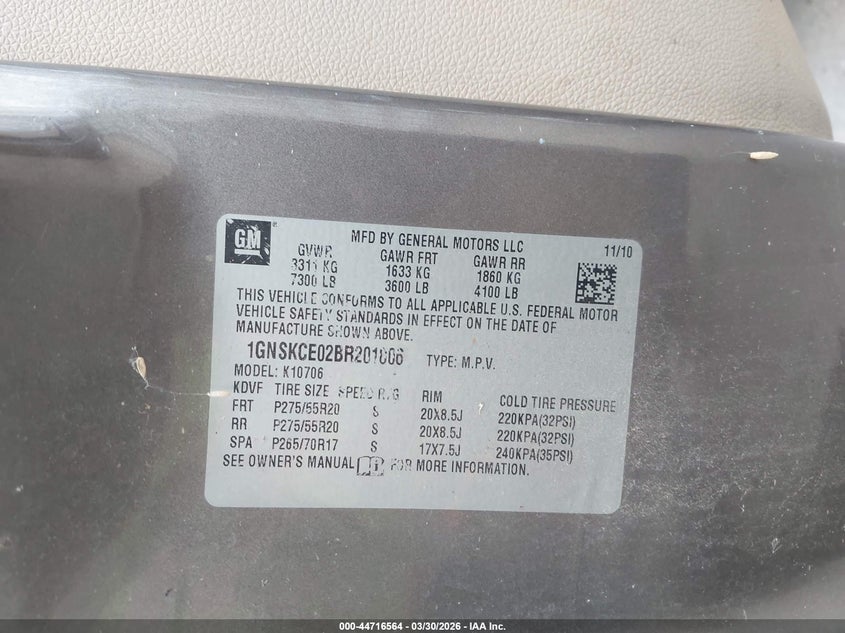 GM
MFD BY GENERAL MOTORS LLC
11/10
GVWR GAWR FRT GAWR RR
3311 KG 1633 KG 1860 KG
7300 LB 3600 LB 4100 LB
THIS VEHICLE CONFORMS TO ALL APPLICABLE U.S. FEDERAL MOTOR
VEHICLE SAFETY STANDARDS IN EFFECT ON THE DATE OF
MANUFACTURE SHOWN ABOVE.
TYPE: M.P.V.
MODEL: K10706
KDVF TIRE SIZE SPEED RTG RIM COLD TIRE PRESSURE
FRT P275/55R20 S 20X8.5J 220KPA(32PSI)
RR P275/55R20 S 20X8.5J 220KPA(32PSI)
SPA P265/70R17 S 17X7.5J 240KPA(35PSI)
SEE OWNER'S MANUAL FOR MORE INFORMATION.
000-44716564 | 03/30/2026 - IAA Inc.